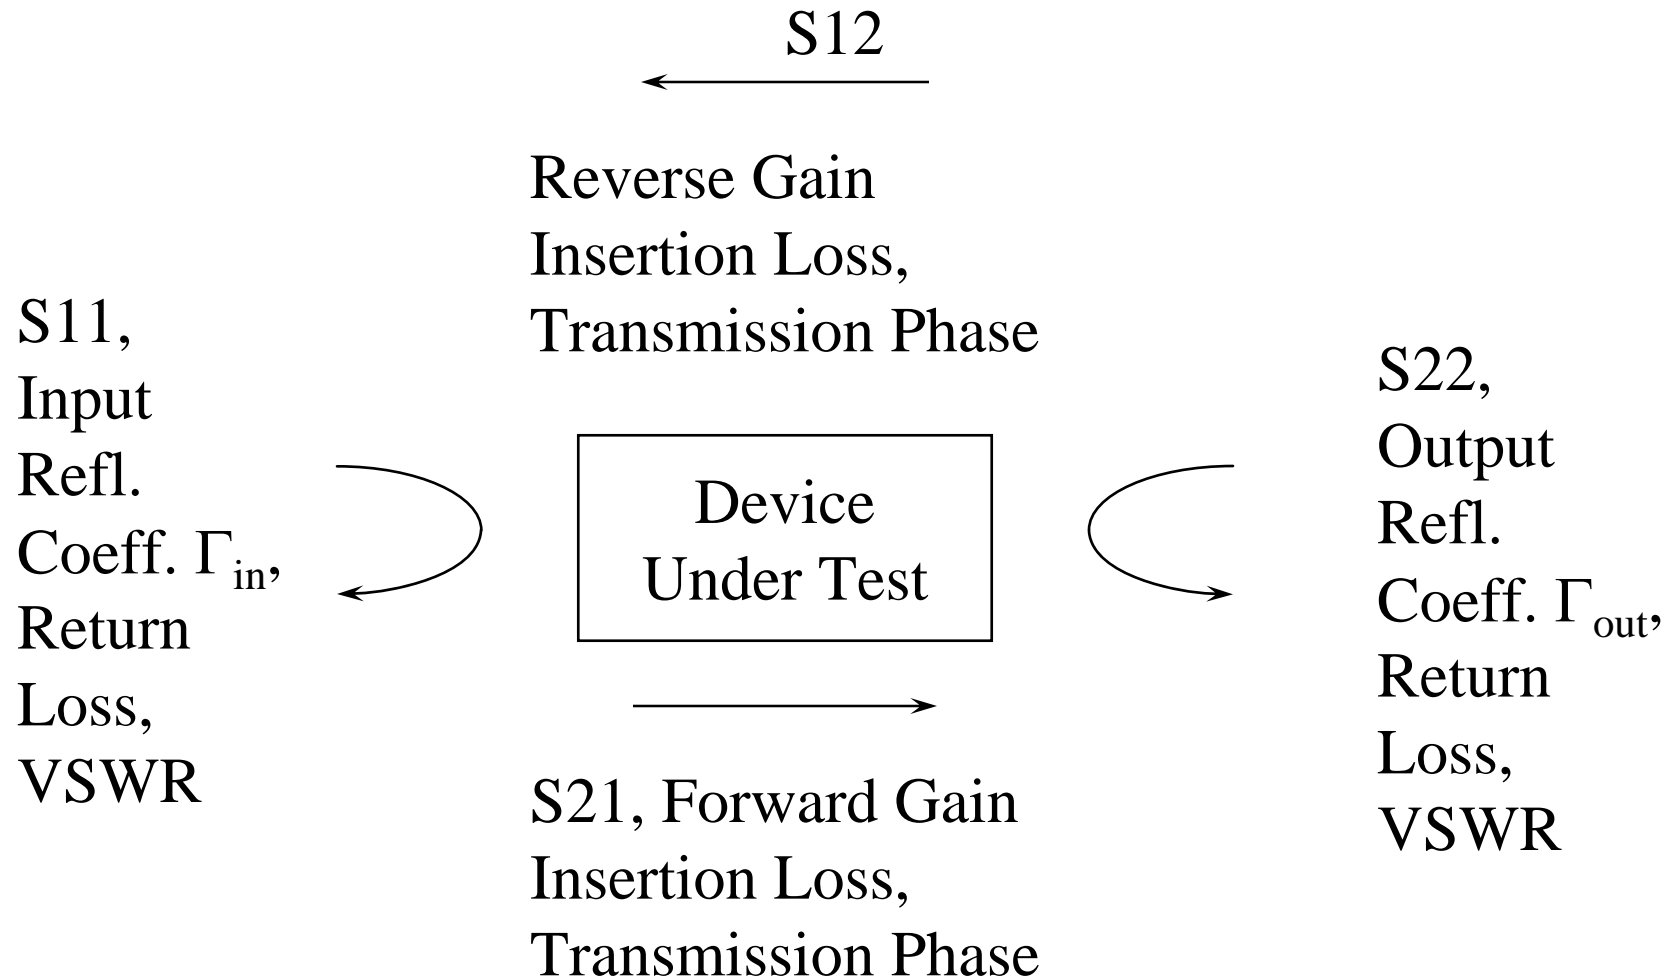 S12
Reverse Gain
Insertion Loss,
Transmission Phase
S11,
Input
Refl.
Coeff. Γin,
Return
Loss,
VSWR
Device
Under Test
S22,
Output
Refl.
Coeff. Γout,
Return
Loss,
VSWR
S21, Forward Gain
Insertion Loss,
Transmission Phase